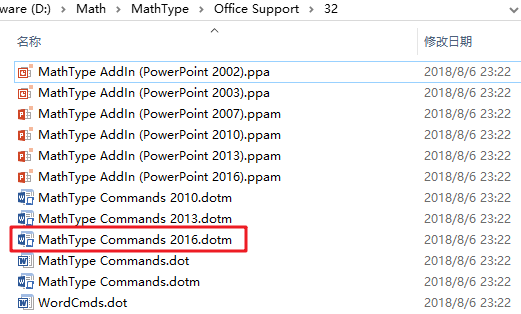 ware (D:) > Math > MathType > Office Support > 32
名称 修改日期
MathType AddIn (PowerPoint 2002).ppa 2018/8/6 23:22
MathType AddIn (PowerPoint 2003).ppa 2018/8/6 23:22
MathType AddIn (PowerPoint 2007).ppam 2018/8/6 23:22
MathType AddIn (PowerPoint 2010).ppam 2018/8/6 23:22
MathType AddIn (PowerPoint 2013).ppam 2018/8/6 23:22
MathType AddIn (PowerPoint 2016).ppam 2018/8/6 23:22
MathType Commands 2010.dotm 2018/8/6 23:22
MathType Commands 2013.dotm 2018/8/6 23:22
MathType Commands 2016.dotm 2018/8/6 23:22
MathType Commands.dot 2018/8/6 23:22
MathType Commands.dotm 2018/8/6 23:22
WordCmds.dot 2018/8/6 23:22